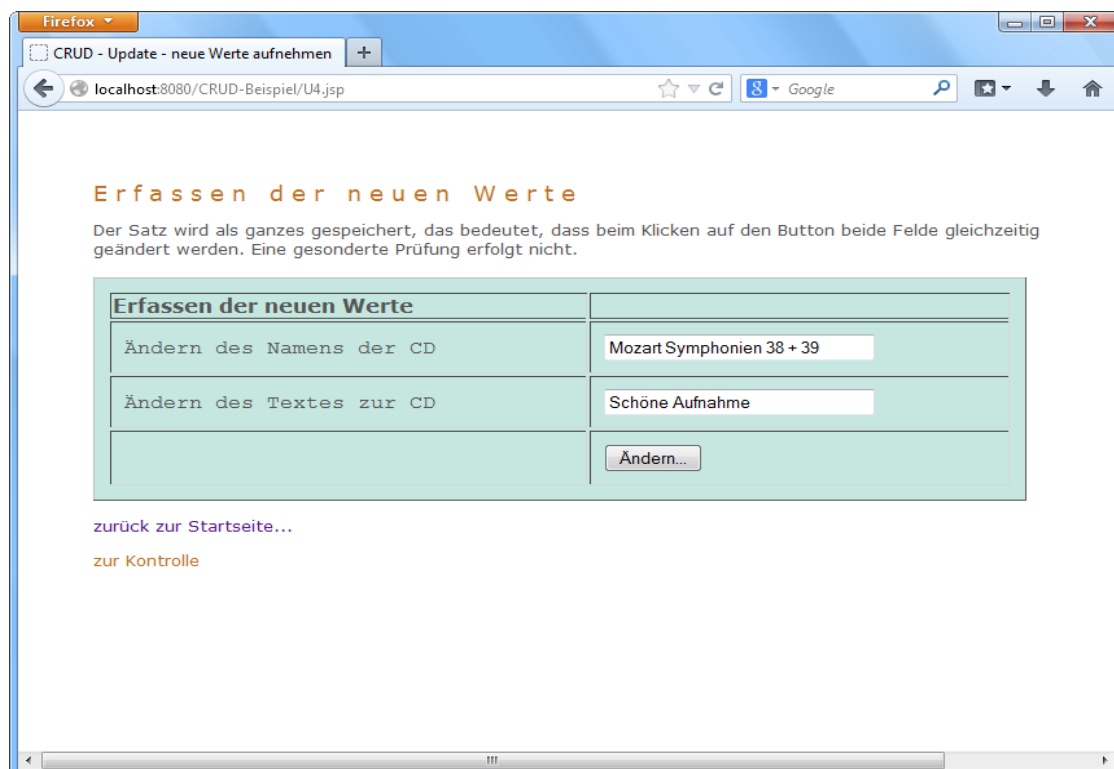 Firefox
CRUD - Update - neue Werte aufnehmen
localhost:8080/CRUD-Beispiel/U4.jsp
Google
Erfassen der neuen Werte
Der Satz wird als ganzes gespeichert, das bedeutet, dass beim Klicken auf den Button beide Felde gleichzeitig
geändert werden. Eine gesonderte Prüfung erfolgt nicht.
Erfassen der neuen Werte
Ändern des Namens der CD
Mozart Symphonien 38 + 39
Ändern des Textes zur CD
Schöne Aufnahme
Ändern...
zurück zur Startseite...
zur Kontrolle